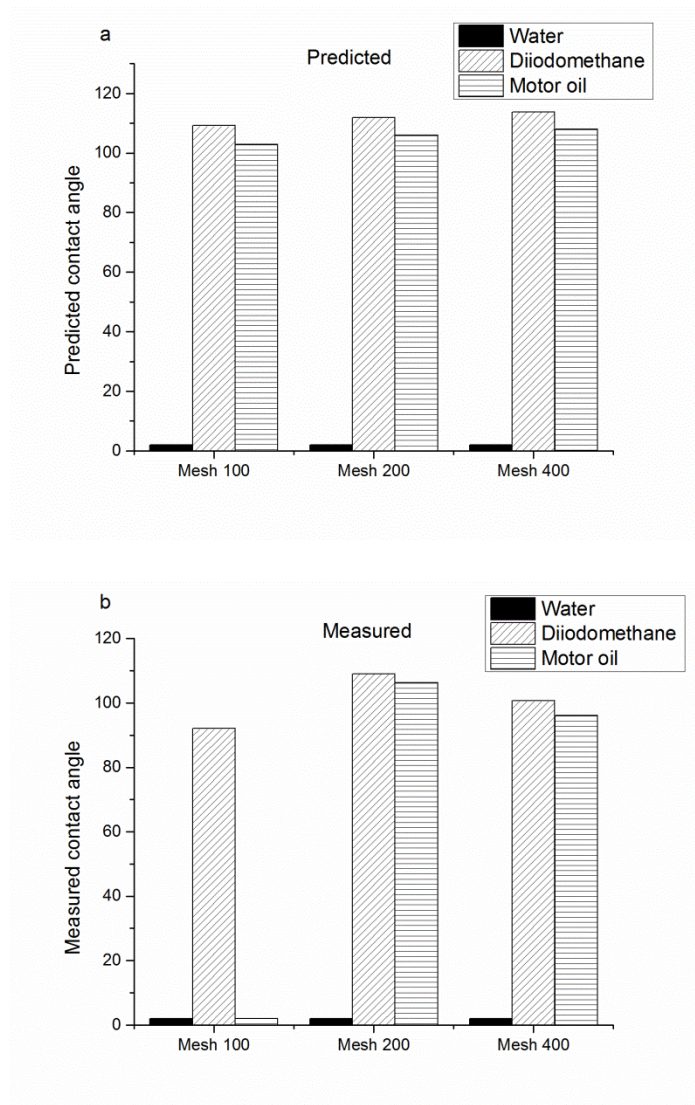 a
Predicted
Water
Diiodomethane
Motor oil
Predicted contact angle
120
100
80
60
40
20
0
Mesh 100
Mesh 200
Mesh 400
b
Measured
Water
Diiodomethane
Motor oil
Measured contact angle
120
100
80
60
40
20
0
Mesh 100
Mesh 200
Mesh 400